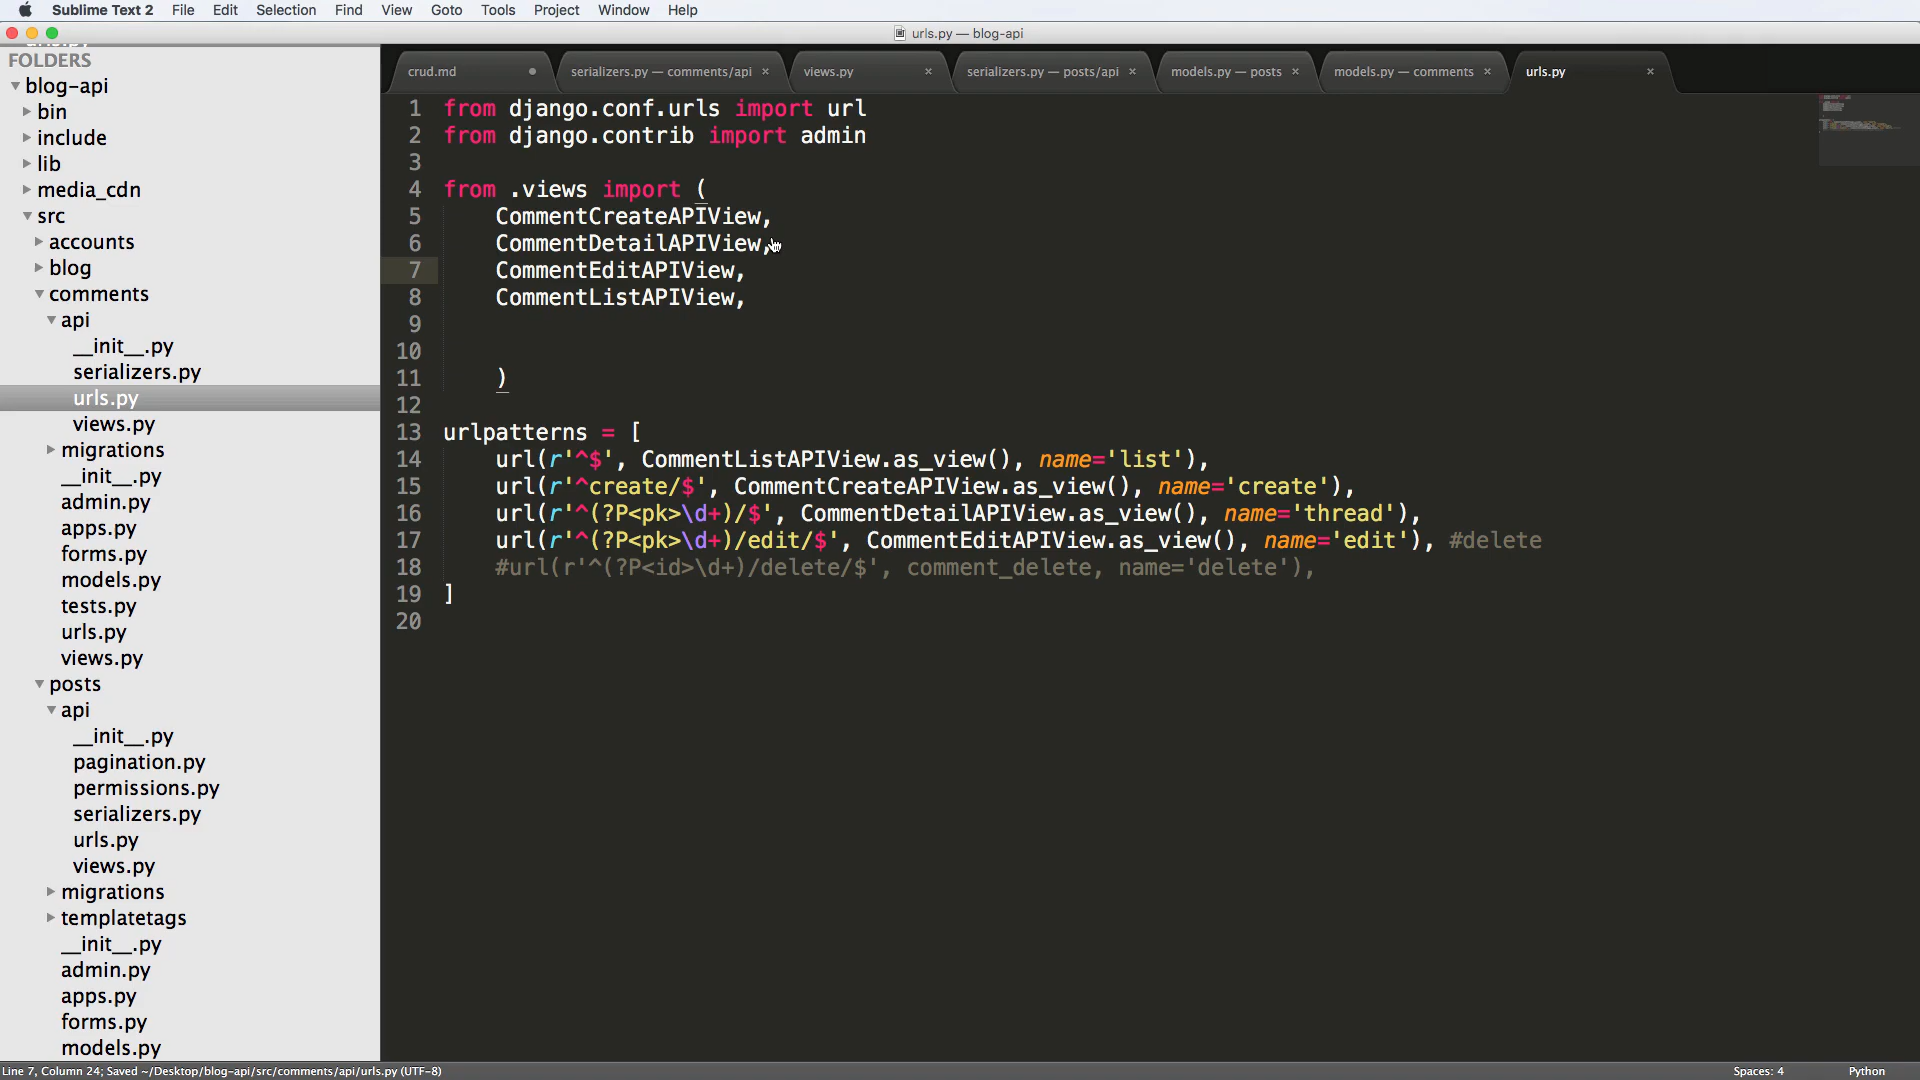 Sublime Text 2 File Edit Selection Find View Goto Tools Project Window Help
urls.py — blog-api
FOLDERS
blog-api
bin
include
lib
media_cdn
src
accounts
blog
comments
api
__init__.py
serializers.py
urls.py
views.py
migrations
__init__.py
admin.py
apps.py
forms.py
models.py
tests.py
urls.py
views.py
posts
api
__init__.py
pagination.py
permissions.py
serializers.py
urls.py
views.py
migrations
templatetags
__init__.py
admin.py
apps.py
forms.py
models.py
crud.md serializers.py — comments/api × views.py × serializers.py — posts/api × models.py — posts × models.py — comments × urls.py ×
1 from django.conf.urls import url
2 from django.contrib import admin
3
4 from .views import (
5 CommentCreateAPIView,
6 CommentDetailAPIView,
7 CommentEditAPIView,
8 CommentListAPIView,
9
10
11 )
12
13 urlpatterns = [
14 url(r'^$', CommentListAPIView.as_view(), name='list'),
15 url(r'^create/$', CommentCreateAPIView.as_view(), name='create'),
16 url(r'^(?P<pk>\d+)/$', CommentDetailAPIView.as_view(), name='thread'),
17 url(r'^(?P<pk>\d+)/edit/$', CommentEditAPIView.as_view(), name='edit'), #delete
18 #url(r'^(?P<id>\d+)/delete/$', comment_delete, name='delete'),
19 ]
20
Line 7, Column 24; Saved ~/Desktop/blog-api/src/comments/api/urls.py (UTF-8) Spaces: 4 Python